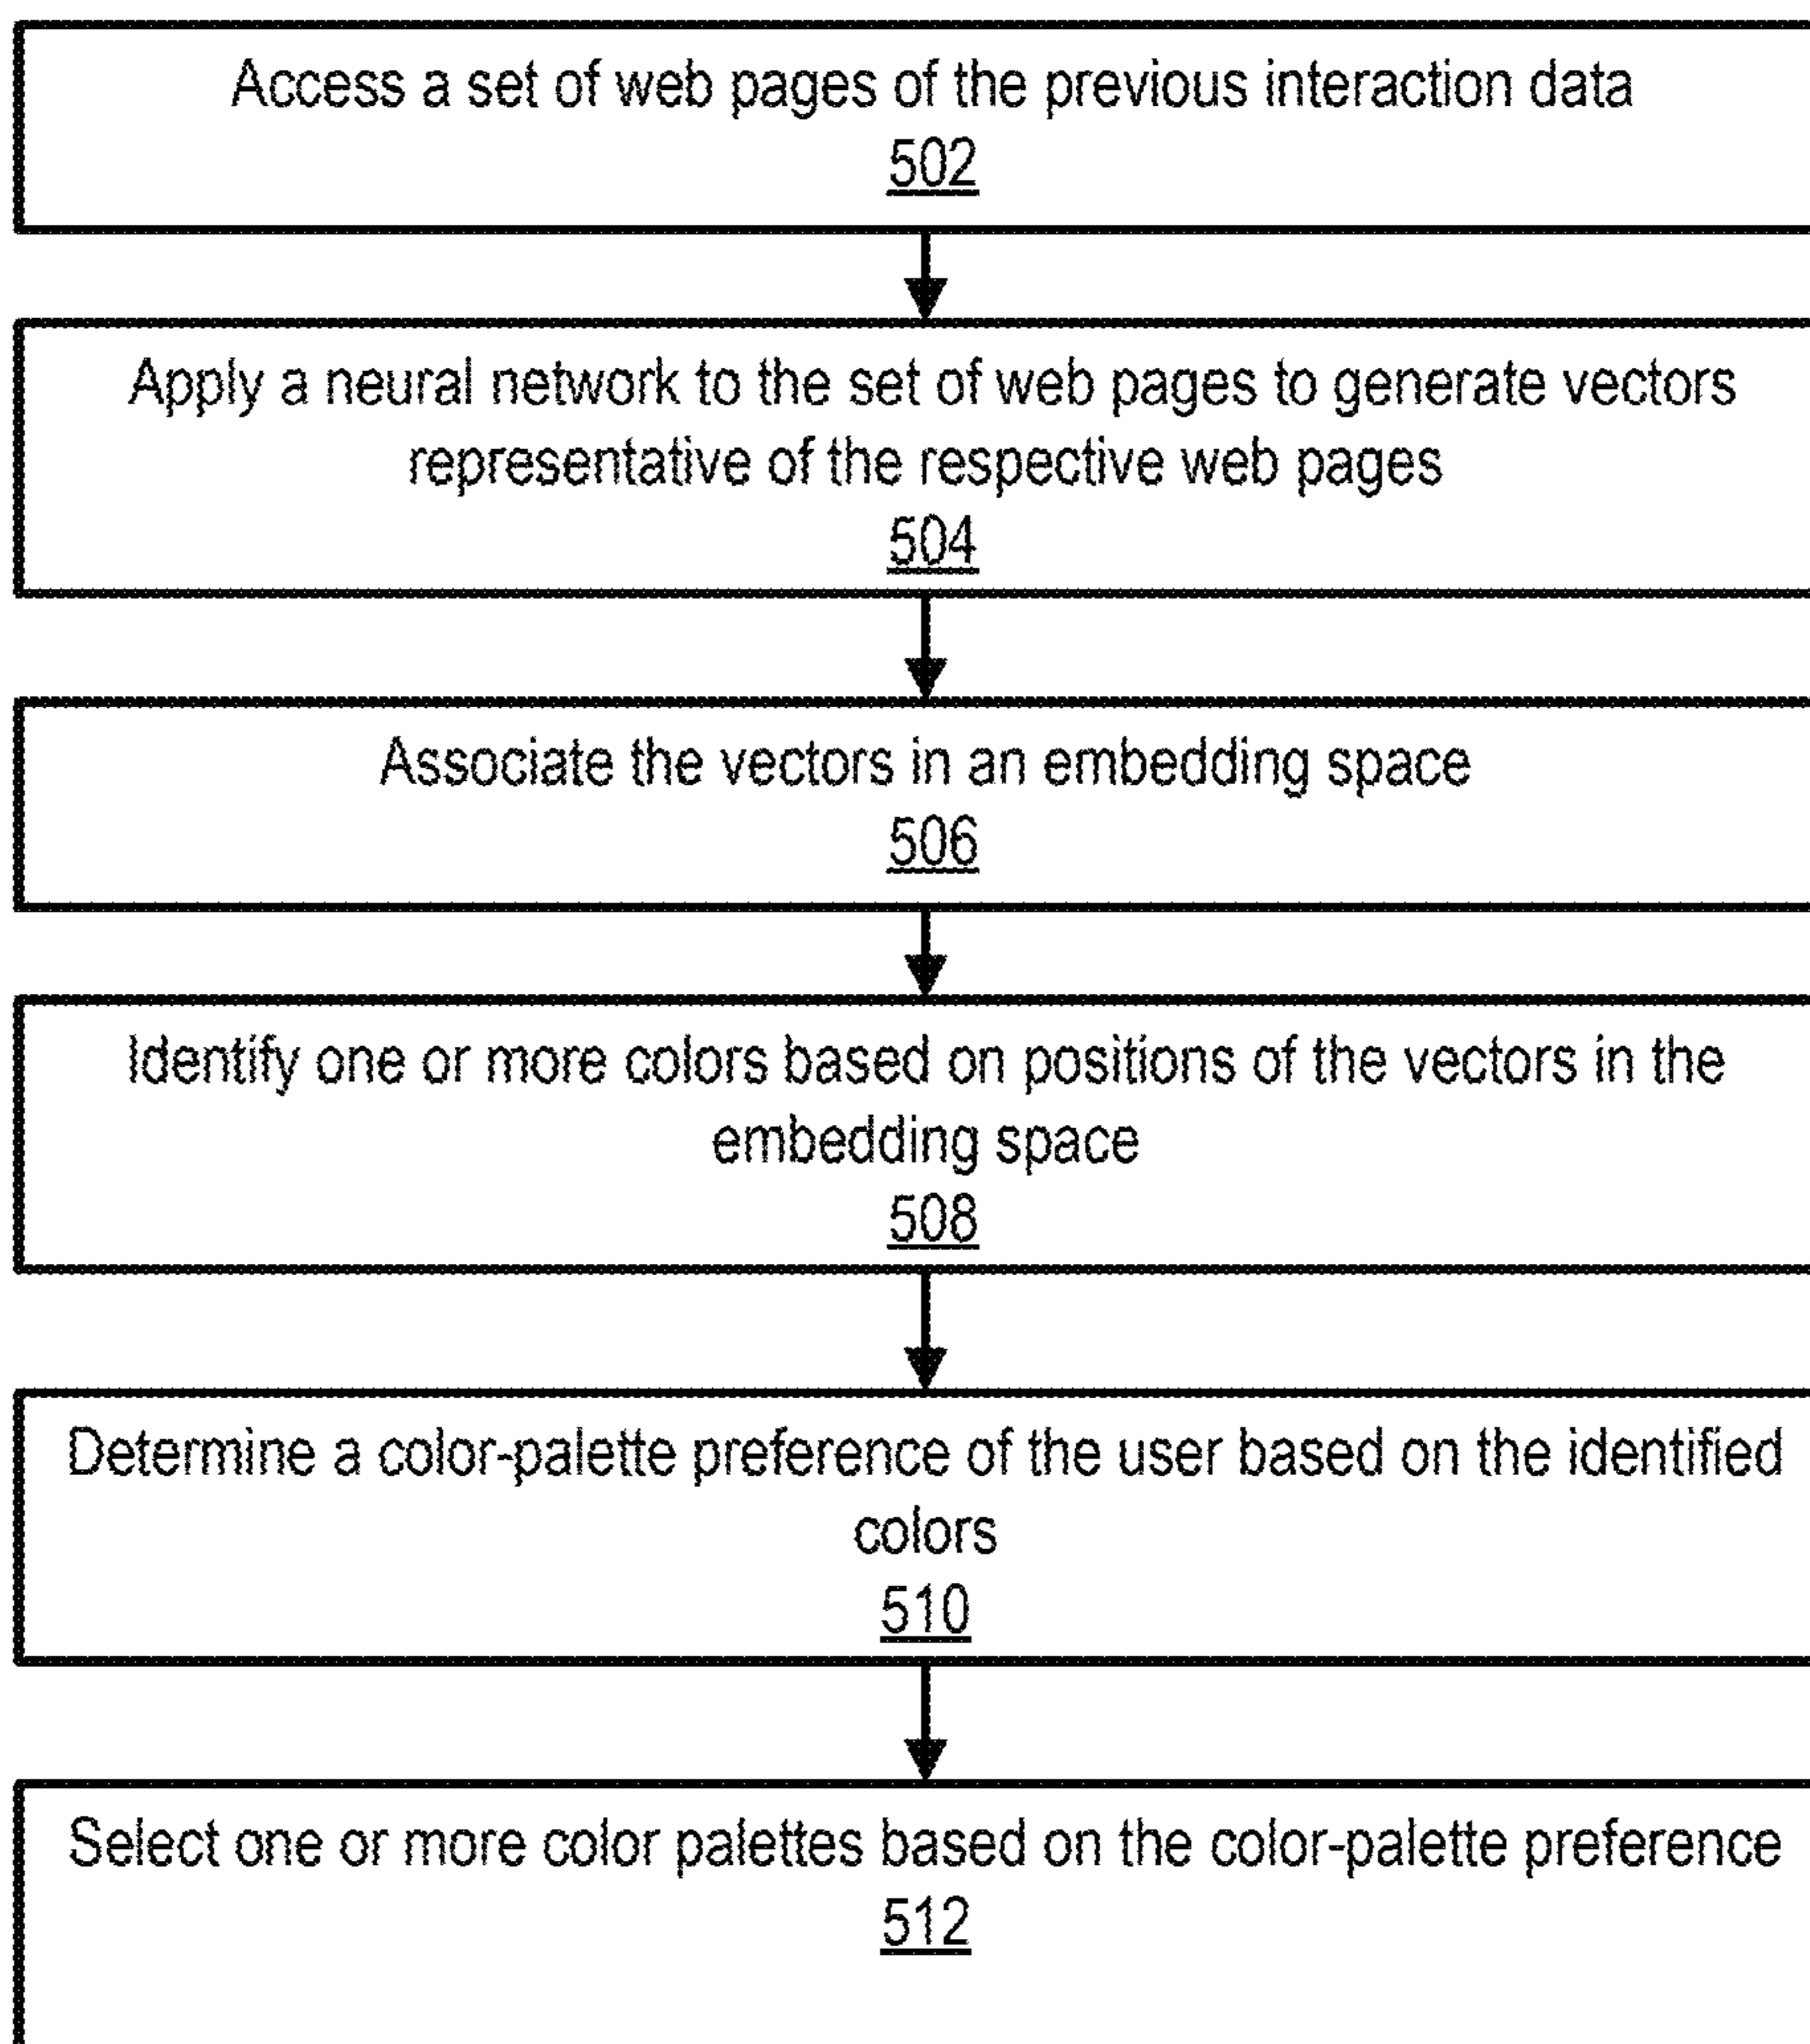 Access a set of web pages of the previous interaction data
502
Apply a neural network to the set of web pages to generate vectors
representative of the respective web pages
504
Associate the vectors in an embedding space
506
Identify one or more colors based on positions of the vectors in the
embedding space
508
Determine a color-palette preference of the user based on the identified
colors
510
Select one or more color palettes based on the color-palette preference
512